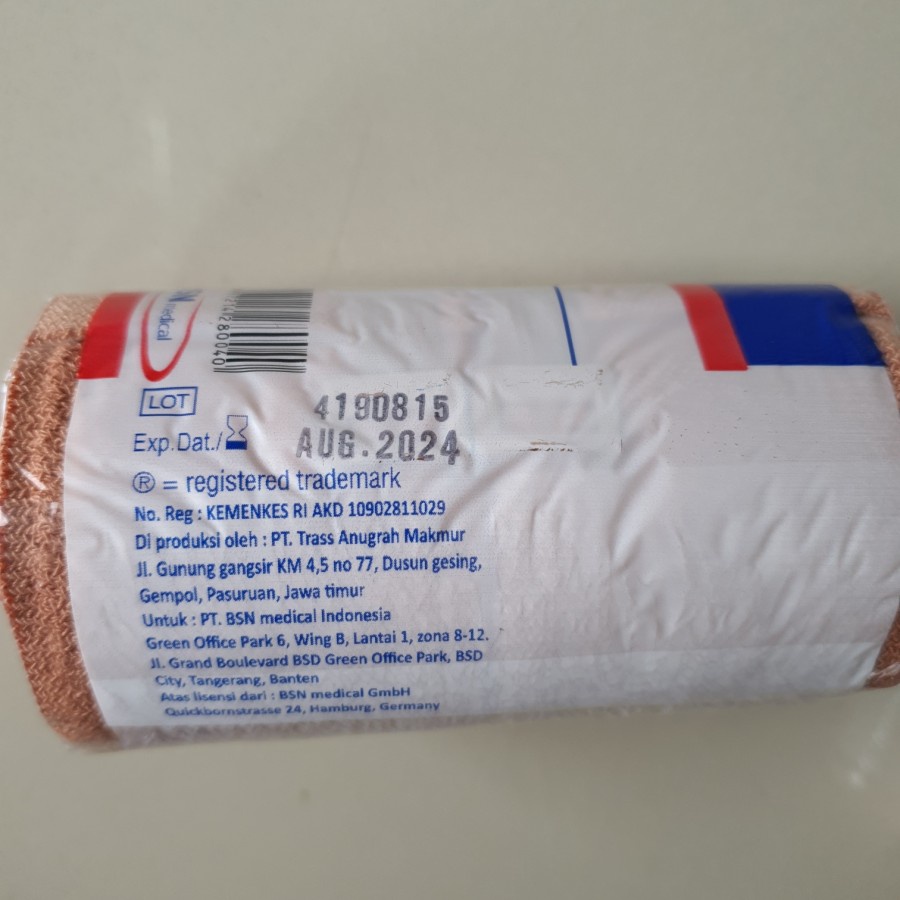 medical
LOT
4190815
Exp.Dat./
AUG.2024
® = registered trademark
No. Reg : KEMENKES RI AKD 10902811029
Di produksi oleh : PT. Trass Anugrah Makmur
Jl. Gunung gangsir KM 4,5 no 77, Dusun gesing,
Gempol, Pasuruan, Jawa timur
Untuk : PT. BSN medical Indonesia
Green Office Park 6, Wing B, Lantai 1, zona 8-12.
Jl. Grand Boulevard BSD Green Office Park, BSD
City, Tangerang, Banten
Atas lisensi dari : BSN medical GmbH
Quickbornstrasse 24, Hamburg, Germany